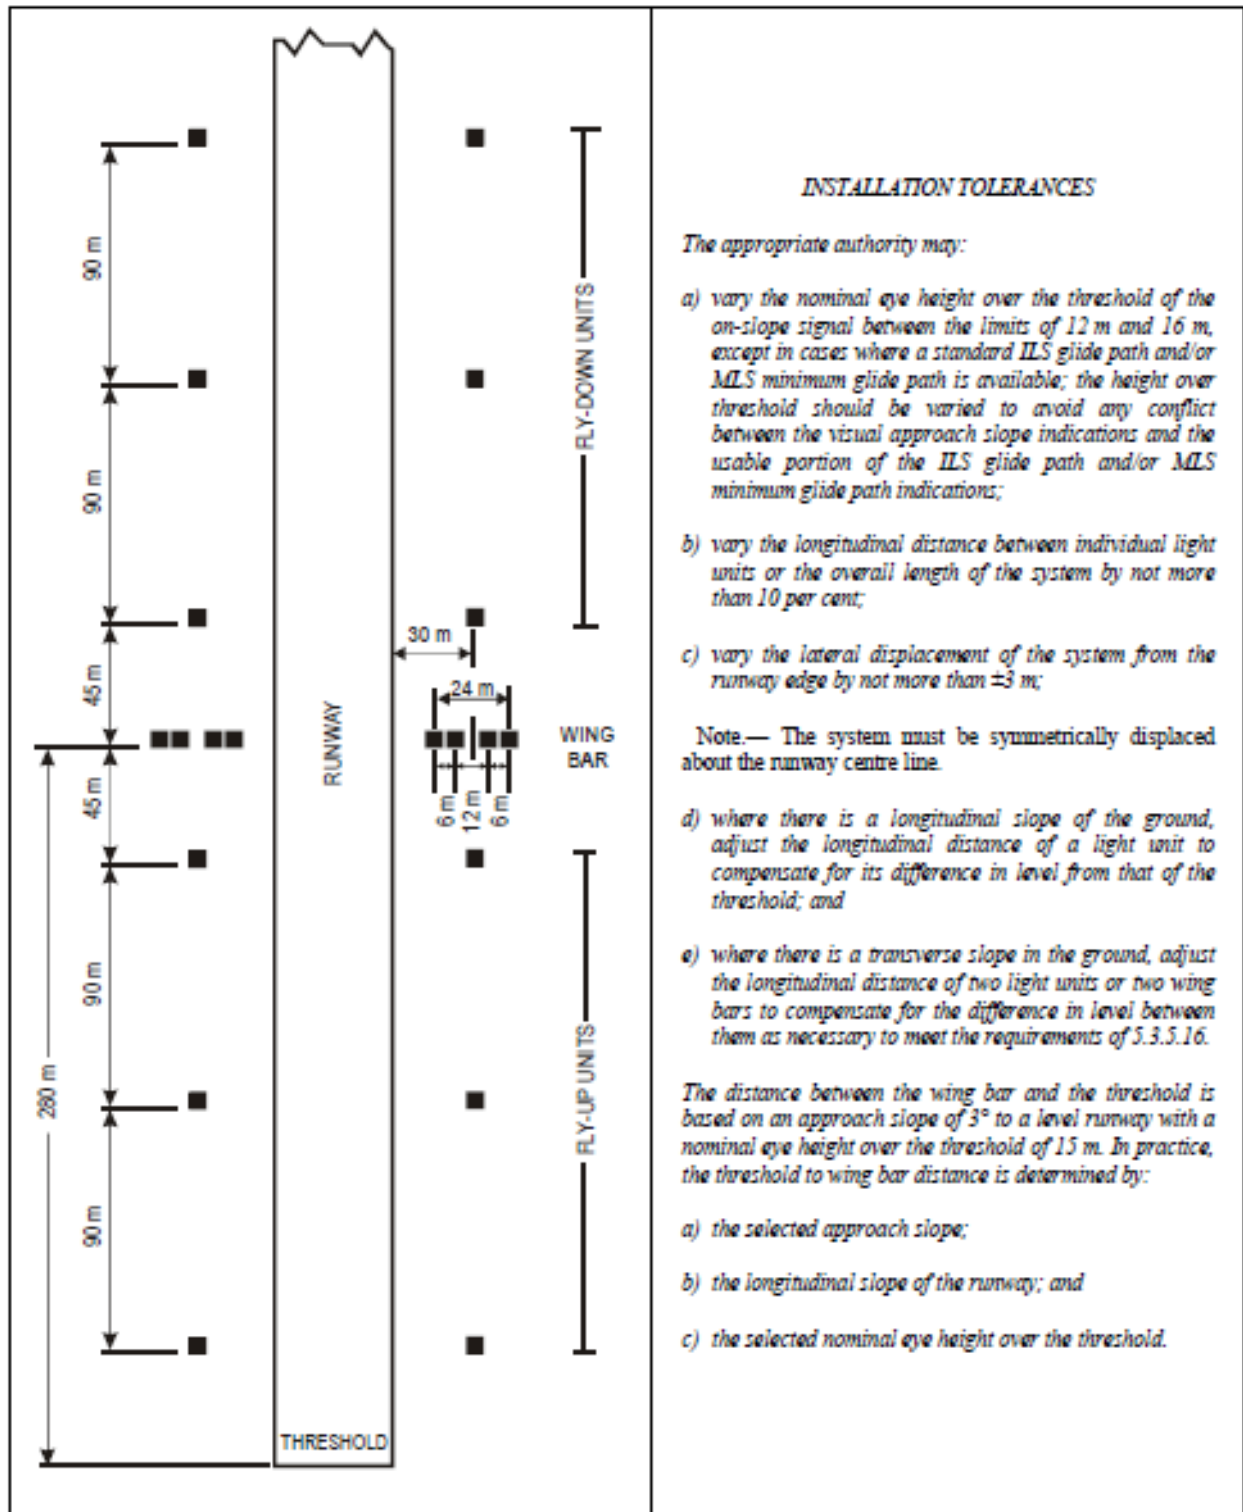 90 m
90 m
45 m
45 m
90 m
90 m
280 m
RUNWAY
THRESHOLD
30 m
24 m
6 m
12 m
6 m
FLY-DOWN UNITS
WING
BAR
FLY-UP UNITS
INSTALLATION TOLERANCES
The appropriate authority may:
a) vary the nominal eye height over the threshold of the
on-slope signal between the limits of 12 m and 16 m,
except in cases where a standard ILS glide path and/or
MLS minimum glide path is available; the height over
threshold should be varied to avoid any conflict
between the visual approach slope indications and the
usable portion of the ILS glide path and/or MLS
minimum glide path indications;
b) vary the longitudinal distance between individual light
units or the overall length of the system by not more
than 10 per cent;
c) vary the lateral displacement of the system from the
runway edge by not more than ±3 m;
Note.— The system must be symmetrically displaced
about the runway centre line.
d) where there is a longitudinal slope of the ground,
adjust the longitudinal distance of a light unit to
compensate for its difference in level from that of the
threshold; and
e) where there is a transverse slope in the ground, adjust
the longitudinal distance of two light units or two wing
bars to compensate for the difference in level between
them as necessary to meet the requirements of 5.3.5.16.
The distance between the wing bar and the threshold is
based on an approach slope of 3° to a level runway with a
nominal eye height over the threshold of 15 m. In practice,
the threshold to wing bar distance is determined by:
a) the selected approach slope;
b) the longitudinal slope of the runway; and
c) the selected nominal eye height over the threshold.